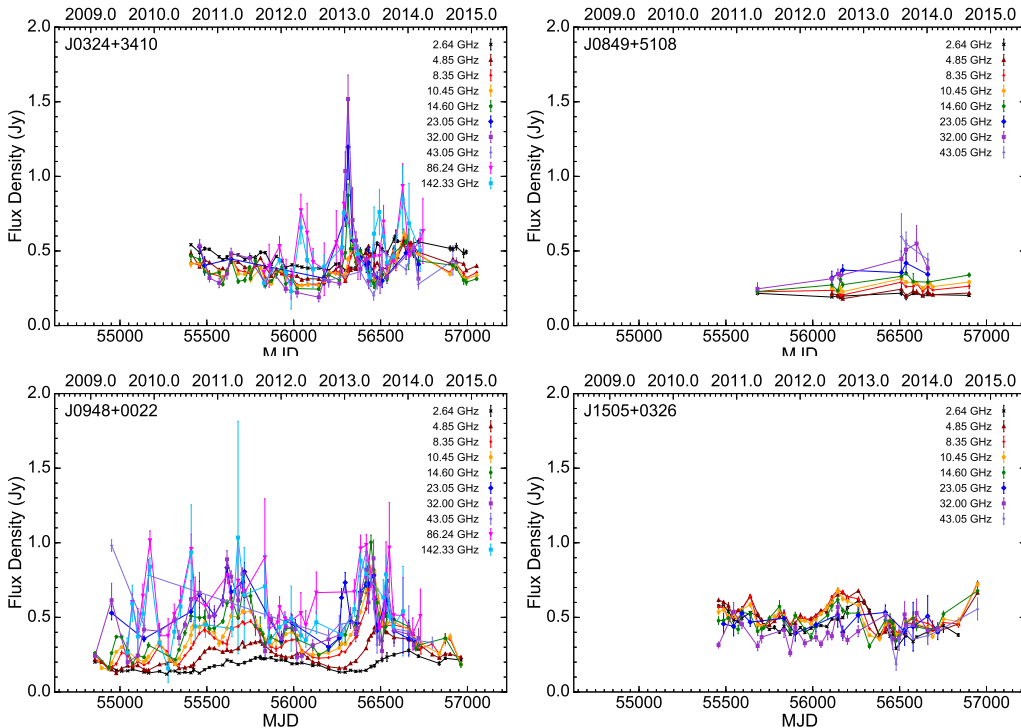 2009.0 2010.0 2011.0 2012.0 2013.0 2014.0 2015.0
J0324+3410
2.64 GHz
4.85 GHz
8.35 GHz
10.45 GHz
14.60 GHz
23.05 GHz
32.00 GHz
43.05 GHz
86.24 GHz
142.33 GHz
Flux Density (Jy)
2.0
1.5
1.0
0.5
0.0
55000 55500 56000 56500 57000
MJD
2009.0 2010.0 2011.0 2012.0 2013.0 2014.0 2015.0
J0849+5108
2.64 GHz
4.85 GHz
8.35 GHz
10.45 GHz
14.60 GHz
23.05 GHz
32.00 GHz
43.05 GHz
Flux Density (Jy)
2.0
1.5
1.0
0.5
0.0
55000 55500 56000 56500 57000
MJD
2009.0 2010.0 2011.0 2012.0 2013.0 2014.0 2015.0
J0948+0022
2.64 GHz
4.85 GHz
8.35 GHz
10.45 GHz
14.60 GHz
23.05 GHz
32.00 GHz
43.05 GHz
86.24 GHz
142.33 GHz
Flux Density (Jy)
2.0
1.5
1.0
0.5
0.0
55000 55500 56000 56500 57000
MJD
2009.0 2010.0 2011.0 2012.0 2013.0 2014.0 2015.0
J1505+0326
2.64 GHz
4.85 GHz
8.35 GHz
10.45 GHz
14.60 GHz
23.05 GHz
32.00 GHz
43.05 GHz
Flux Density (Jy)
2.0
1.5
1.0
0.5
0.0
55000 55500 56000 56500 57000
MJD